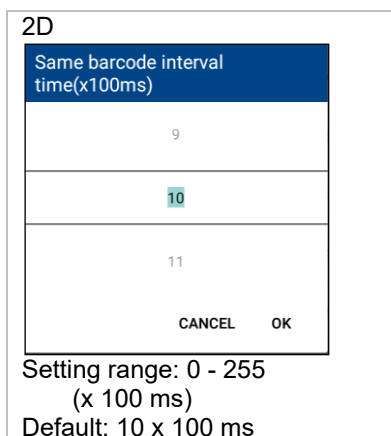 2D
Same barcode interval
time(x100ms)
9
10
11
CANCEL OK
Setting range: 0 - 255
(x 100 ms)
Default: 10 x 100 ms